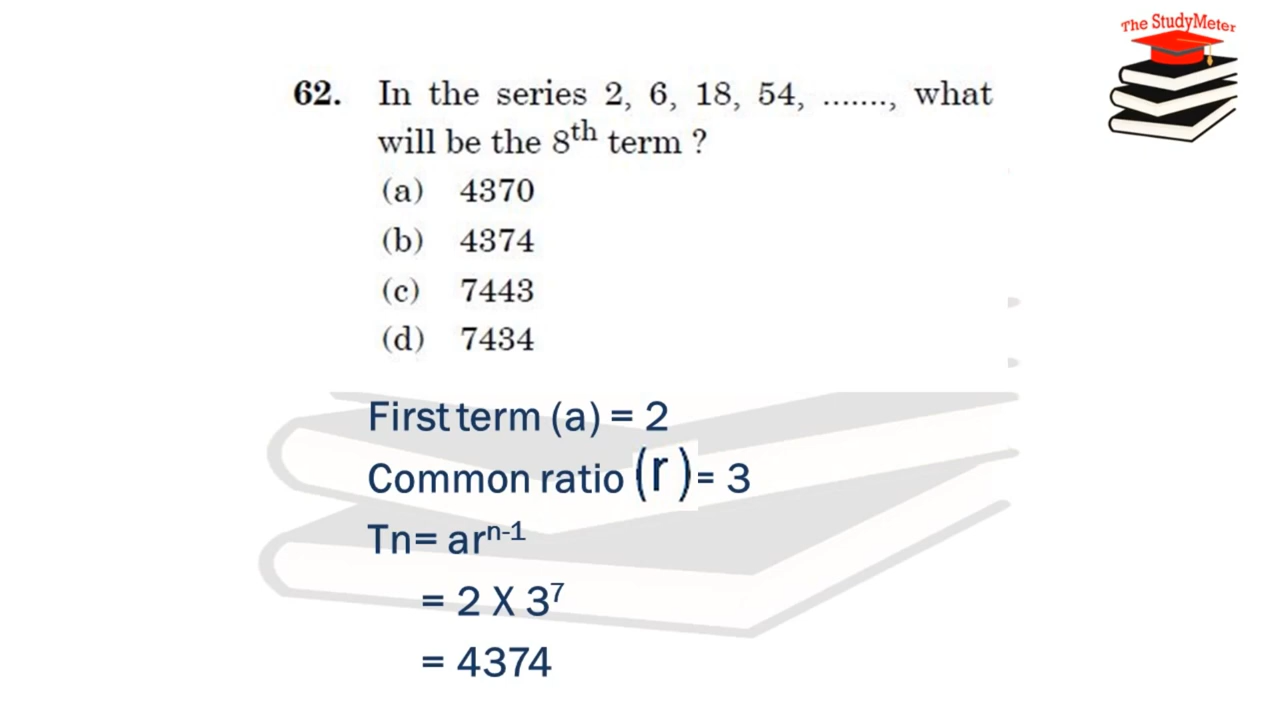 The StudyMeter
62. In the series 2, 6, 18, 54, ......., what
will be the 8th term ?
(a) 4370
(b) 4374
(c) 7443
(d) 7434
First term (a) = 2
Common ratio (r) = 3
Tn= arⁿ⁻¹
= 2 X 3⁷
= 4374